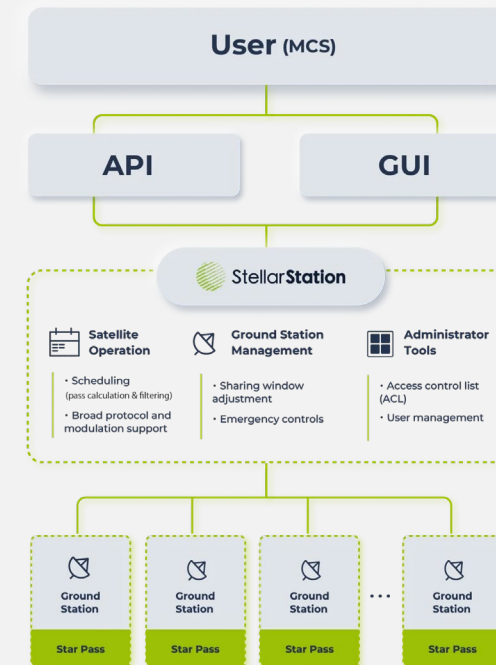 User (MCS)
API
GUI
StellarStation
Satellite
Operation
・Scheduling
(pass calculation & filtering)
・Broad protocol and
modulation support
Ground Station
Management
・Sharing window
adjustment
・Emergency controls
Administrator
Tools
・Access control list
(ACL)
・User management
Ground
Station
Star Pass
Ground
Station
Star Pass
Ground
Station
Star Pass
...
Ground
Station
Star Pass